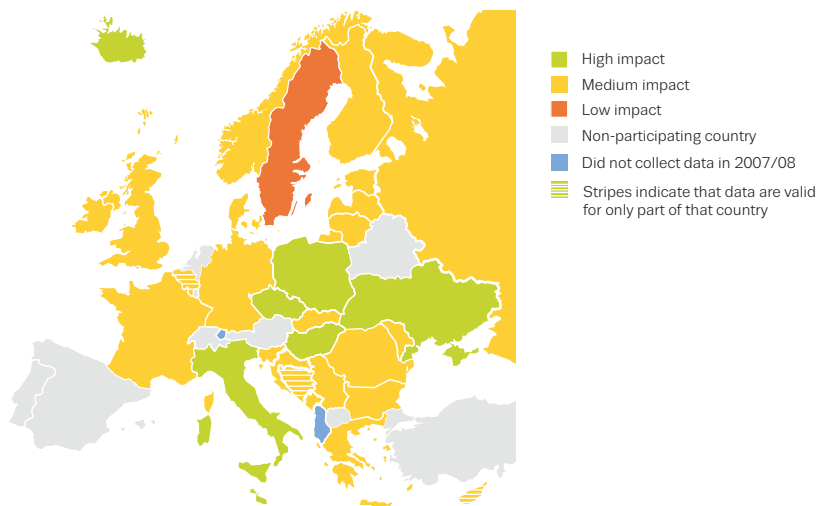 High impact
Medium impact
Low impact
Non-participating country
Did not collect data in 2007/08
Stripes indicate that data are valid
for only part of that country